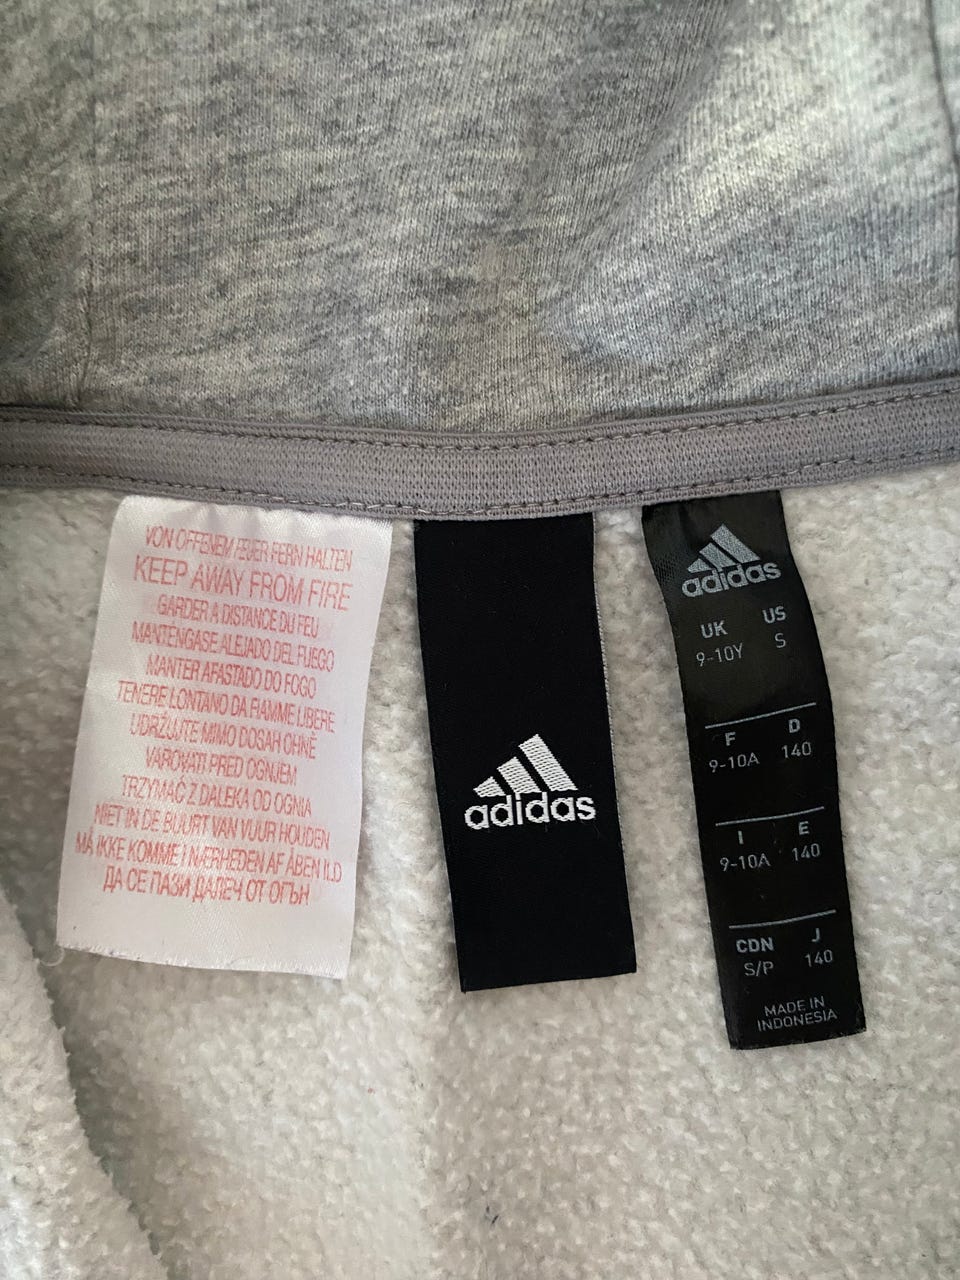 VON OFFENEM FEUER FERN HALTEN
KEEP AWAY FROM FIRE
GARDER A DISTANCE DU FEU
MANTENGASE ALEJADO DEL FUEGO
MANTER AFASTADO DO FOGO
TENERE LONTANO DA FIAMME LIBERE
UDRŽUJTE MIMO DOSAH OHNĚ
VAROVATI PRED OGNJEM
TRZYMAĆ Z DALEKA OD OGNIA
NIET IN DE BUURT VAN VUUR HOUDEN
MÅ IKKE KOMME I NÆRHEDEN AF ÅBEN ILD
ДА СЕ ПАЗИ ДАЛЕЧ ОТ ОГЪН
adidas
adidas
UK US
9-10Y S
F D
9-10A 140
I E
9-10A 140
CDN J
S/P 140
MADE IN
INDONESIA